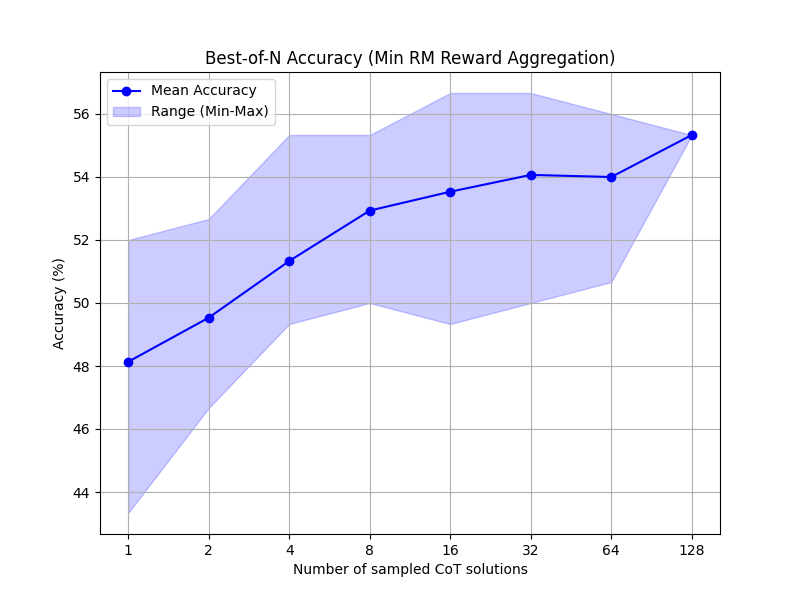 Best-of-N Accuracy (Min RM Reward Aggregation)
Mean Accuracy
Range (Min-Max)
Accuracy (%)
56
54
52
50
48
46
44
1 2 4 8 16 32 64 128
Number of sampled CoT solutions